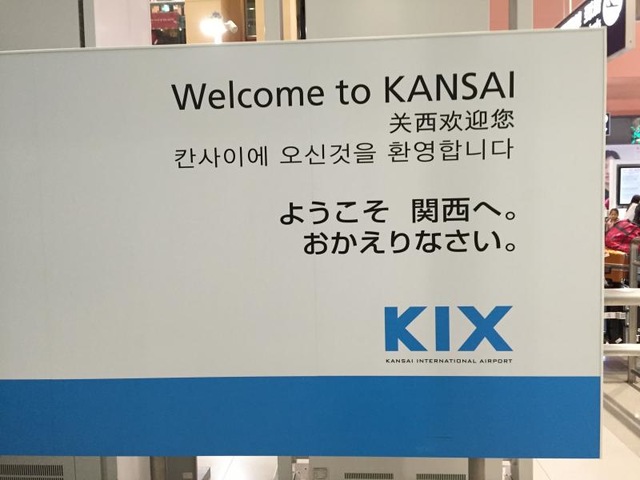 Welcome to KANSAI
关西欢迎您
칸사이에 오신것을 환영합니다
ようこそ 関西へ。
おかえりなさい。
KIX
KANSAI INTERNATIONAL AIRPORT